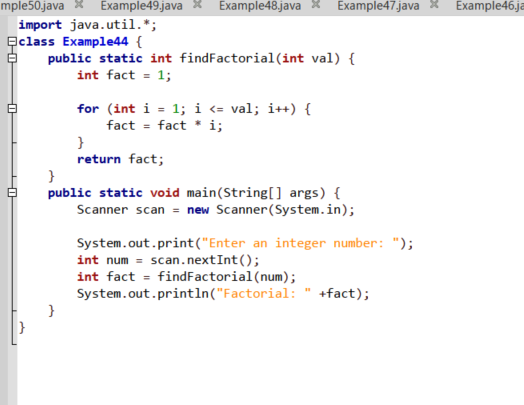 mple50.java Example49.java Example48.java Example47.java Example46.ja
import java.util.*;
class Example44 {
    public static int findFactorial(int val) {
        int fact = 1;

        for (int i = 1; i <= val; i++) {
            fact = fact * i;
        }
        return fact;
    }
    public static void main(String[] args) {
        Scanner scan = new Scanner(System.in);

        System.out.print("Enter an integer number: ");
        int num = scan.nextInt();
        int fact = findFactorial(num);
        System.out.println("Factorial: " +fact);
    }
}